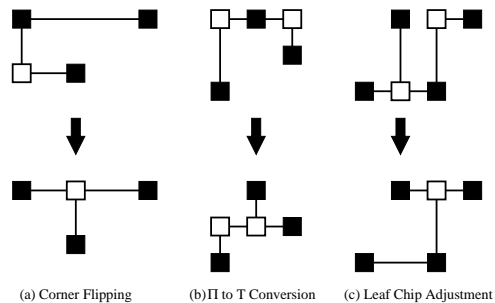 (a) Corner Flipping
(b) Π to T Conversion
(c) Leaf Chip Adjustment